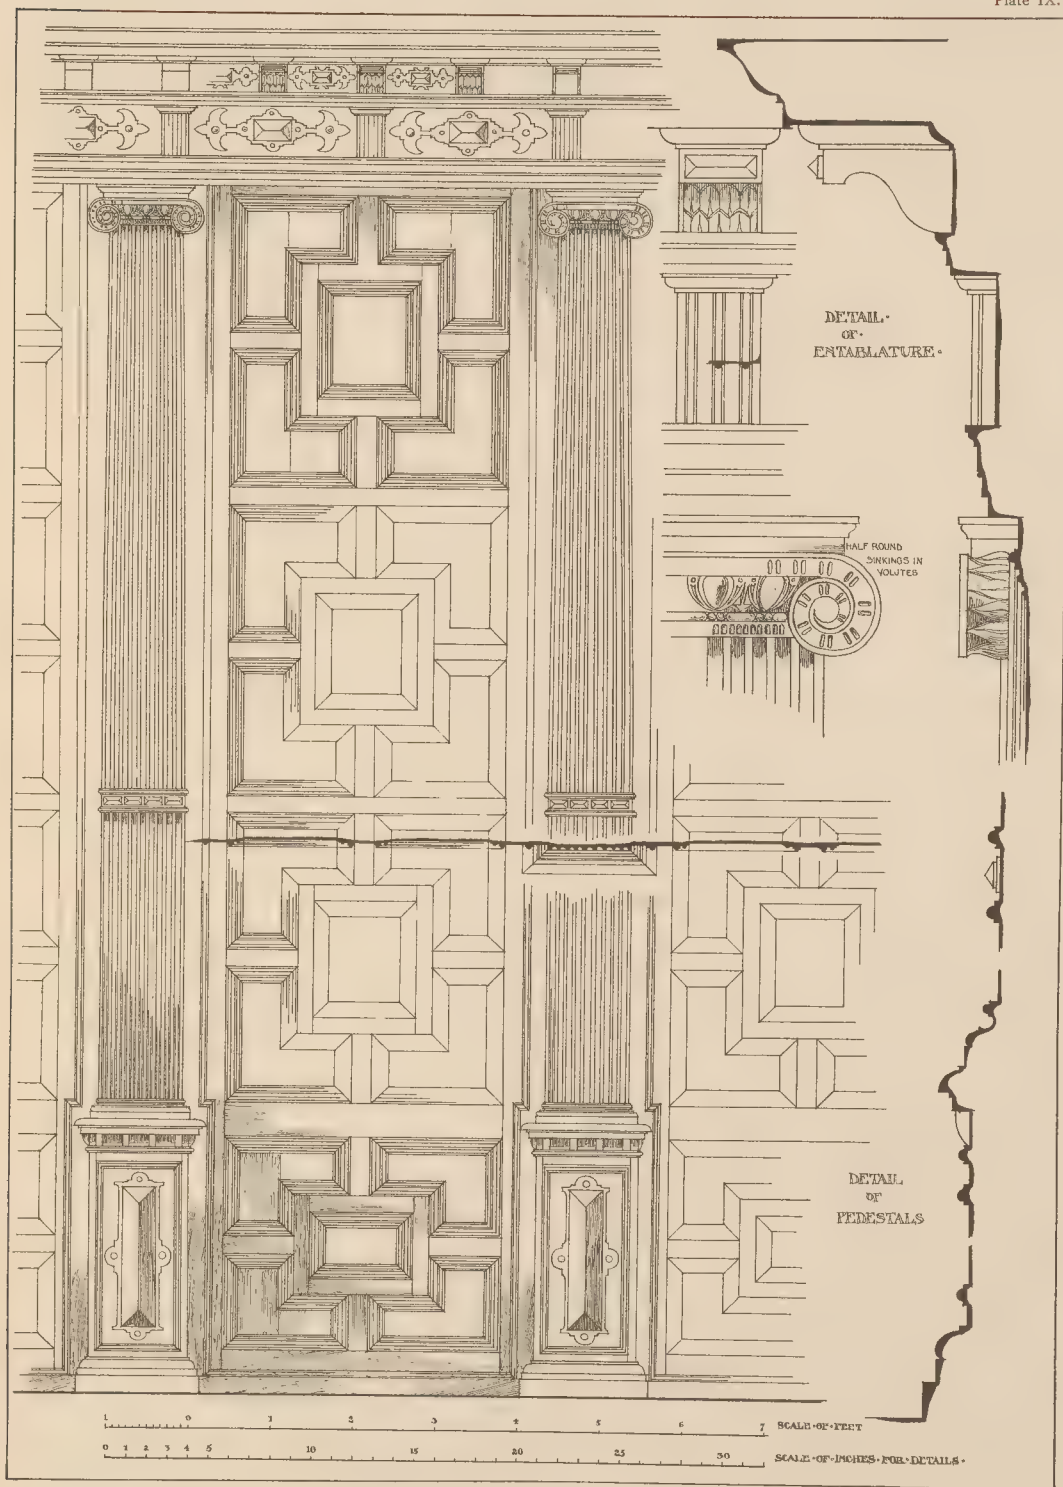 Plate IX.
DETAIL·
OF·
ENTABLATURE·
HALF ROUND
SINKINGS IN
VOLUTES
DETAIL
OF
PEDESTALS
1 0 1 2 3 4 5 6 7 SCALE·OF·FEET
0 1 2 3 4 5 10 15 20 25 30 SCALE·OF·INCHES·FOR·DETAILS·